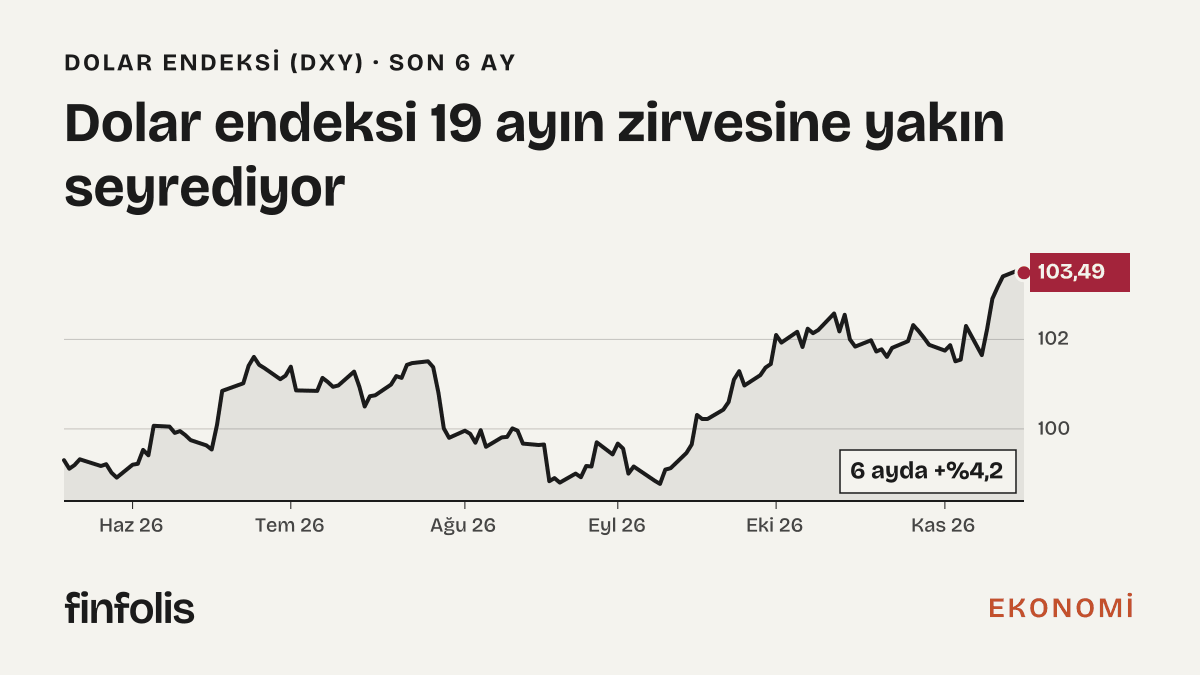 DOLAR ENDEKSİ (DXY) · SON 6 AY
Dolar endeksi 19 ayın zirvesine yakın
seyrediyor
103,49
102
100
6 ayda +%4,2
Haz 26
Tem 26
Ağu 26
Eyl 26
Eki 26
Kas 26
finfolis
EKONOMİ